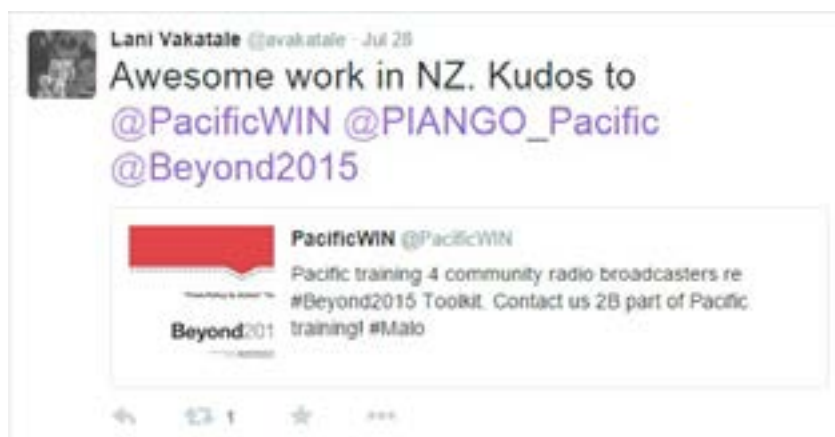 Lani Vakatale @avakatale · Jul 28
Awesome work in NZ. Kudos to
@PacificWIN @PIANGO_Pacific
@Beyond2015
PacificWIN @PacificWIN
Pacific training 4 community radio broadcasters re
#Beyond2015 Toolkit. Contact us 2B part of Pacific
training! #Malo
Beyond201
1